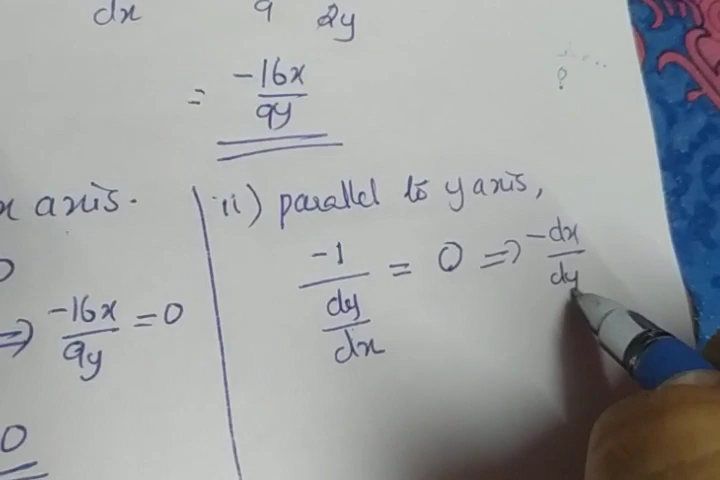 dx 9 2y
= -16x/9y
x axis.
0
⇒ -16x/9y = 0
0
ii) parallel to y axis,
-1/(dy/dx) = 0 ⇒ -dx/dy